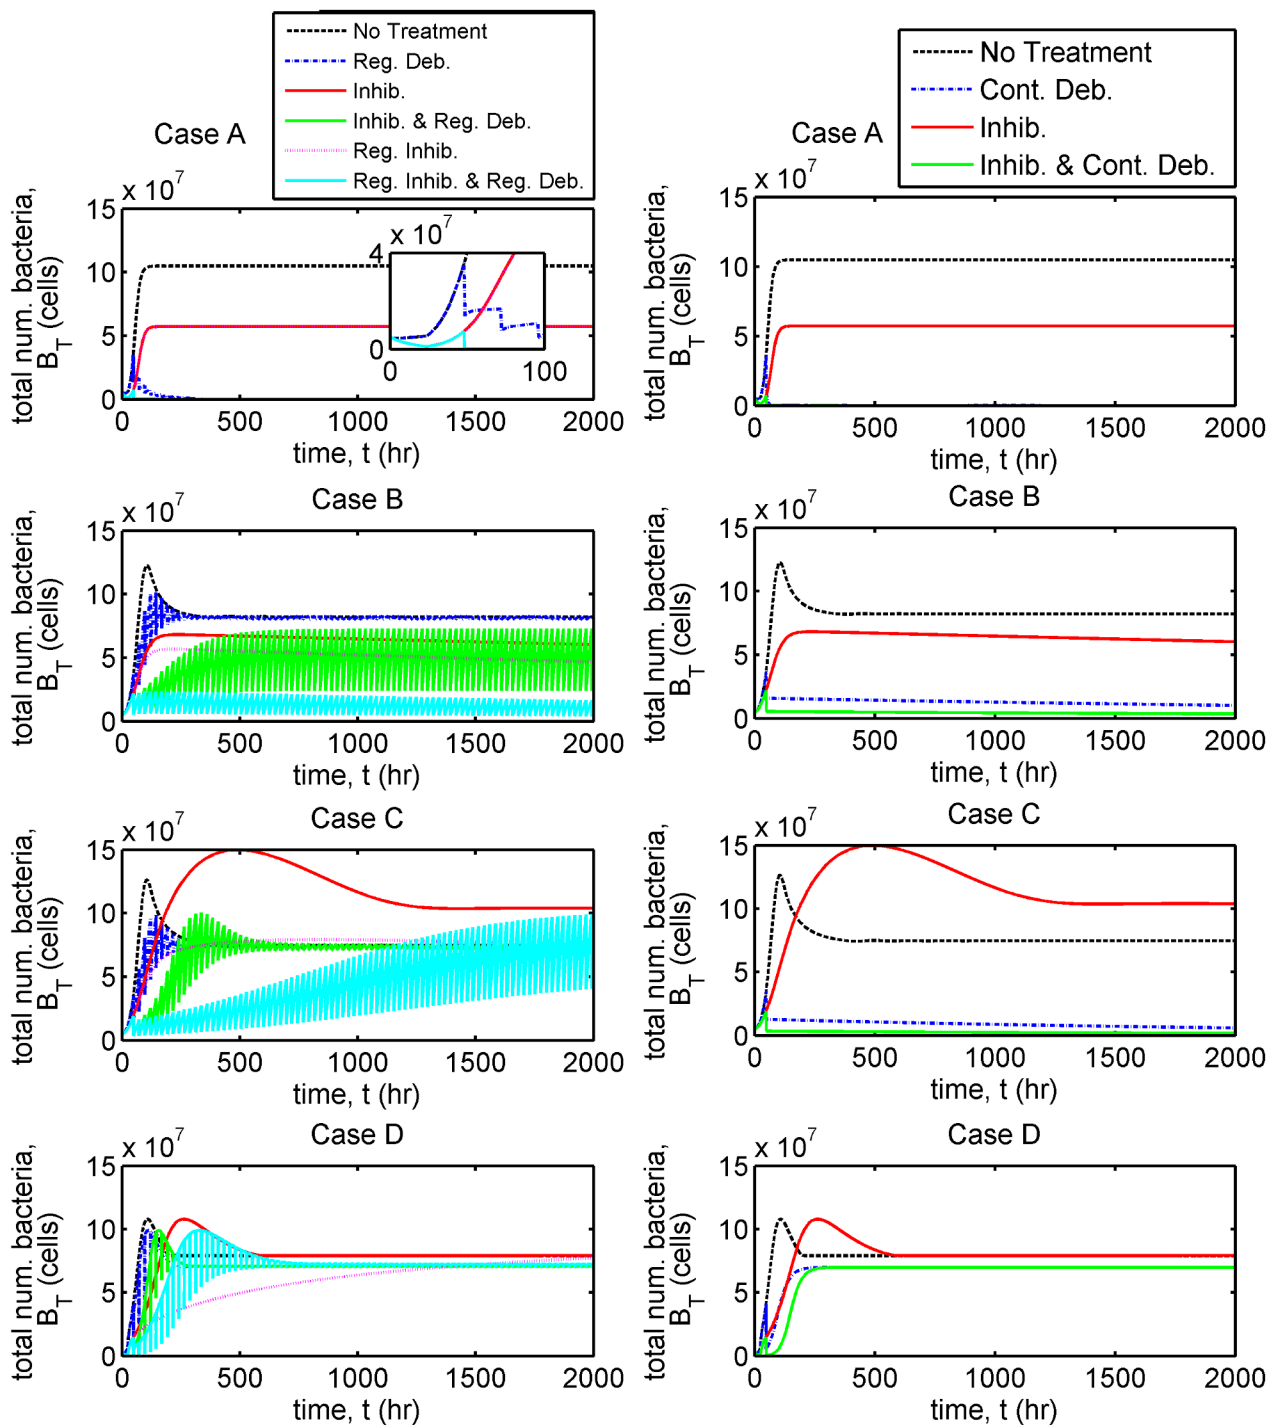 No Treatment
Reg. Deb.
Inhib.
Inhib. & Reg. Deb.
Reg. Inhib.
Reg. Inhib. & Reg. Deb.
Case A
x 10^7
15
10
5
0
total num. bacteria,
B_T (cells)
x 10^7
4
0
0 100
0 500 1000 1500 2000
time, t (hr)
No Treatment
Cont. Deb.
Inhib.
Inhib. & Cont. Deb.
Case A
x 10^7
15
10
5
0
total num. bacteria,
B_T (cells)
0 500 1000 1500 2000
time, t (hr)
Case B
x 10^7
15
10
5
0
total num. bacteria,
B_T (cells)
0 500 1000 1500 2000
time, t (hr)
Case B
x 10^7
15
10
5
0
total num. bacteria,
B_T (cells)
0 500 1000 1500 2000
time, t (hr)
Case C
x 10^7
15
10
5
0
total num. bacteria,
B_T (cells)
0 500 1000 1500 2000
time, t (hr)
Case C
x 10^7
15
10
5
0
total num. bacteria,
B_T (cells)
0 500 1000 1500 2000
time, t (hr)
Case D
x 10^7
15
10
5
0
total num. bacteria,
B_T (cells)
0 500 1000 1500 2000
time, t (hr)
Case D
x 10^7
15
10
5
0
total num. bacteria,
B_T (cells)
0 500 1000 1500 2000
time, t (hr)